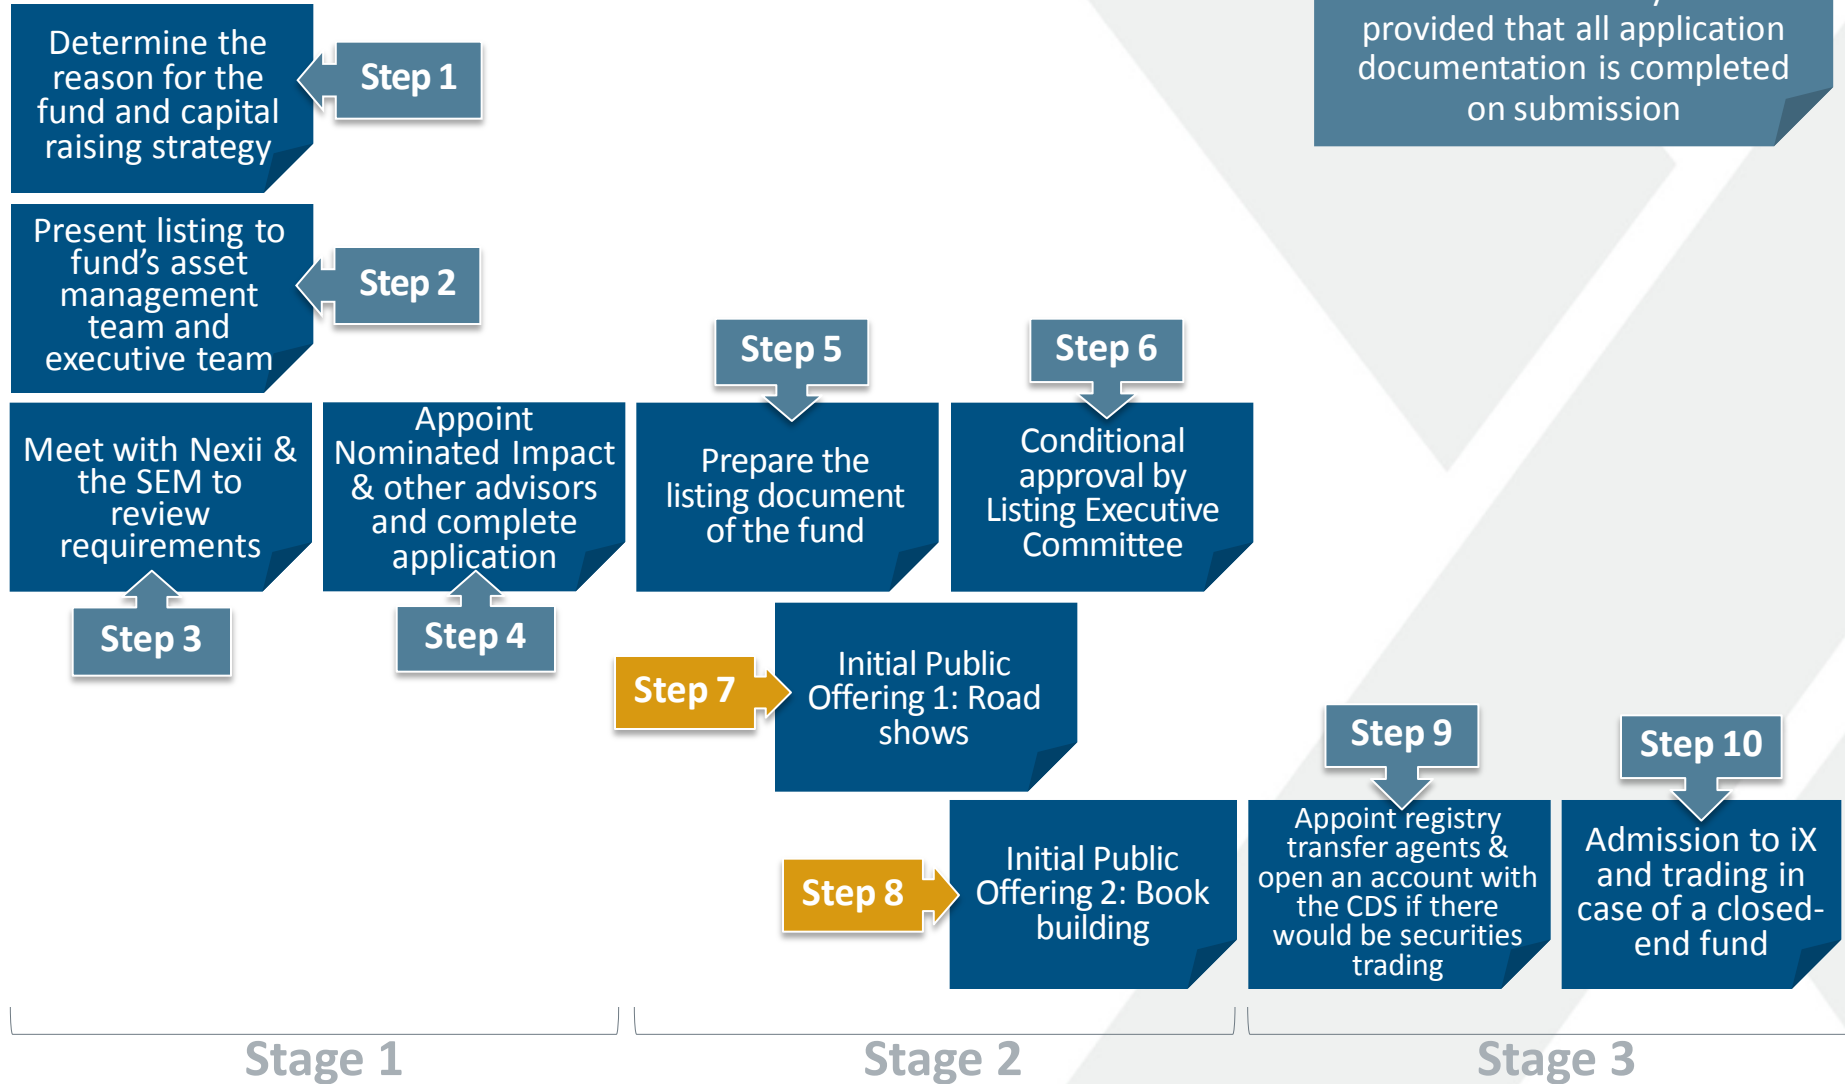 provided that all application
documentation is completed
on submission
Determine the
reason for the
fund and capital
raising strategy
Step 1
Present listing to
fund's asset
management
team and
executive team
Step 2
Step 5
Step 6
Meet with Nexii &
the SEM to
review
requirements
Appoint
Nominated Impact
& other advisors
and complete
application
Prepare the
listing document
of the fund
Conditional
approval by
Listing Executive
Committee
Step 3
Step 4
Step 7
Initial Public
Offering 1: Road
shows
Step 9
Step 10
Step 8
Initial Public
Offering 2: Book
building
Appoint registry
transfer agents &
open an account with
the CDS if there
would be securities
trading
Admission to iX
and trading in
case of a closed-
end fund
Stage 1
Stage 2
Stage 3